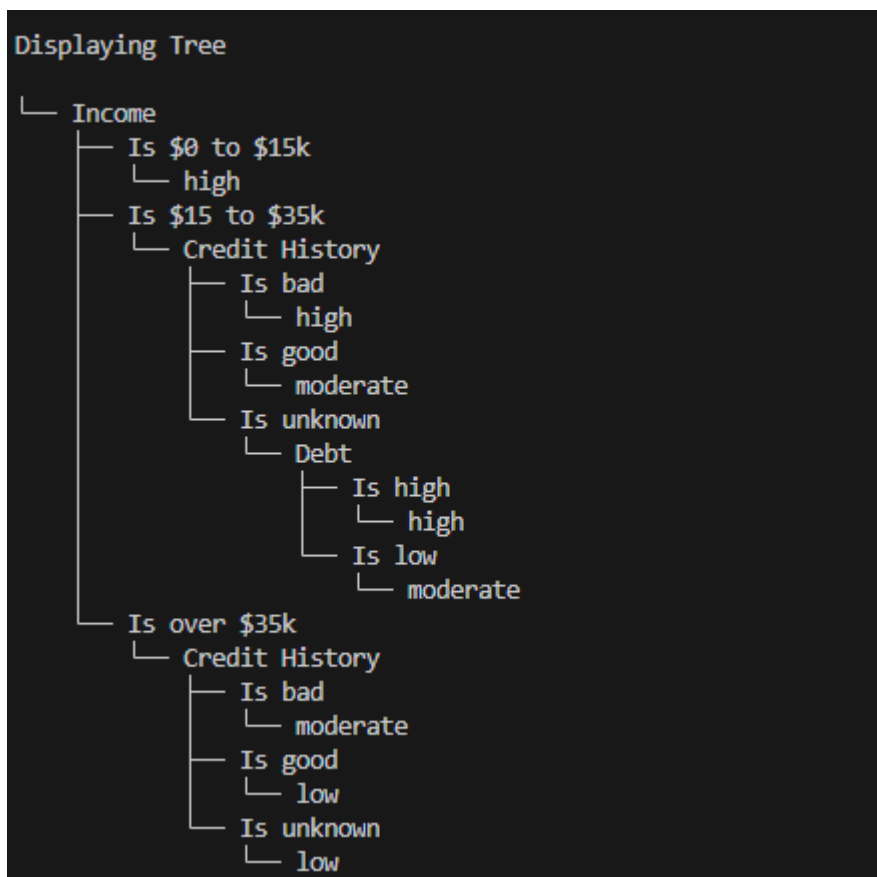 Displaying Tree
└── Income
├── Is $0 to $15k
└── high
├── Is $15 to $35k
└── Credit History
├── Is bad
└── high
├── Is good
└── moderate
└── Is unknown
└── Debt
├── Is high
└── high
└── Is low
└── moderate
└── Is over $35k
└── Credit History
├── Is bad
└── moderate
├── Is good
└── low
└── Is unknown
└── low